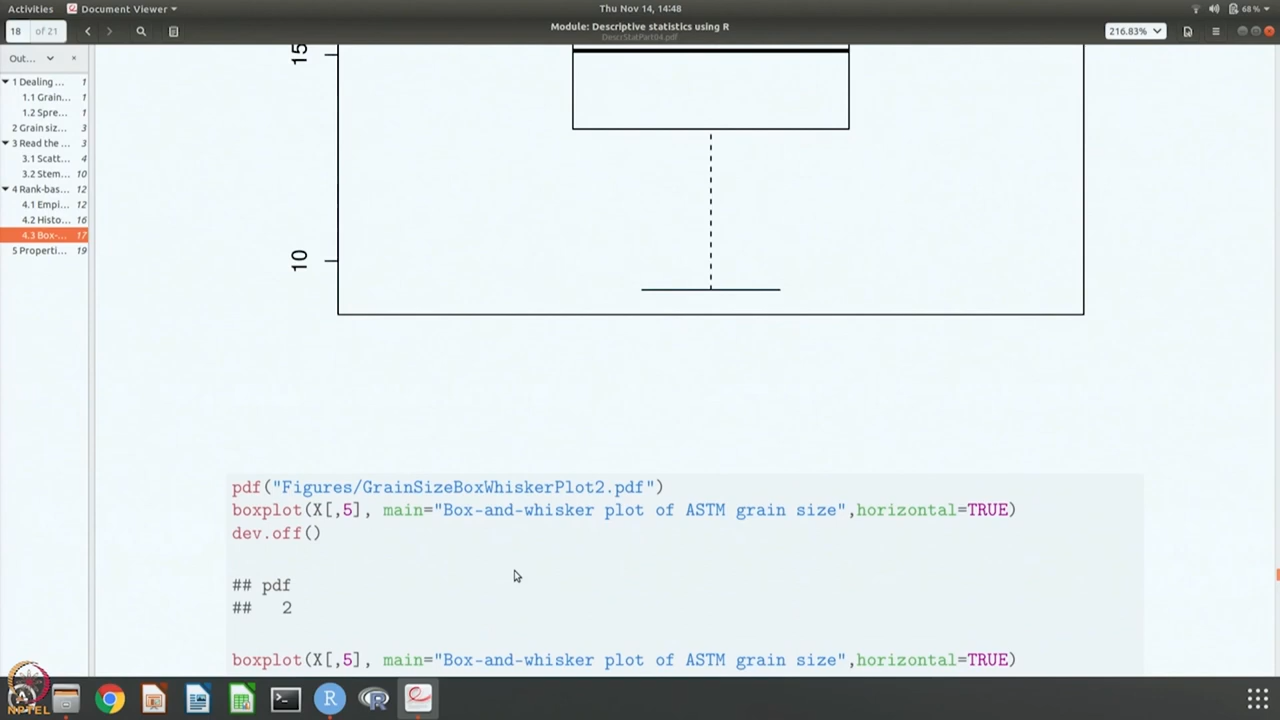 Activities
Document Viewer
Thu Nov 14, 14:48
68 %
18
of 21
Module: Descriptive statistics using R
DescrStatPart04.pdf
216.83%
Out...
1 Dealing ... 1
1.1 Grain... 1
1.2 Spre... 1
2 Grain siz... 3
3 Read the ... 3
3.1 Scatt... 4
3.2 Stem... 10
4 Rank-bas... 12
4.1 Empi... 12
4.2 Histo... 16
4.3 Box-... 17
5 Properti... 19
15
10
pdf("Figures/GrainSizeBoxWhiskerPlot2.pdf")
boxplot(X[,5], main="Box-and-whisker plot of ASTM grain size",horizontal=TRUE)
dev.off()
## pdf
## 2
boxplot(X[,5], main="Box-and-whisker plot of ASTM grain size",horizontal=TRUE)
NPTEL